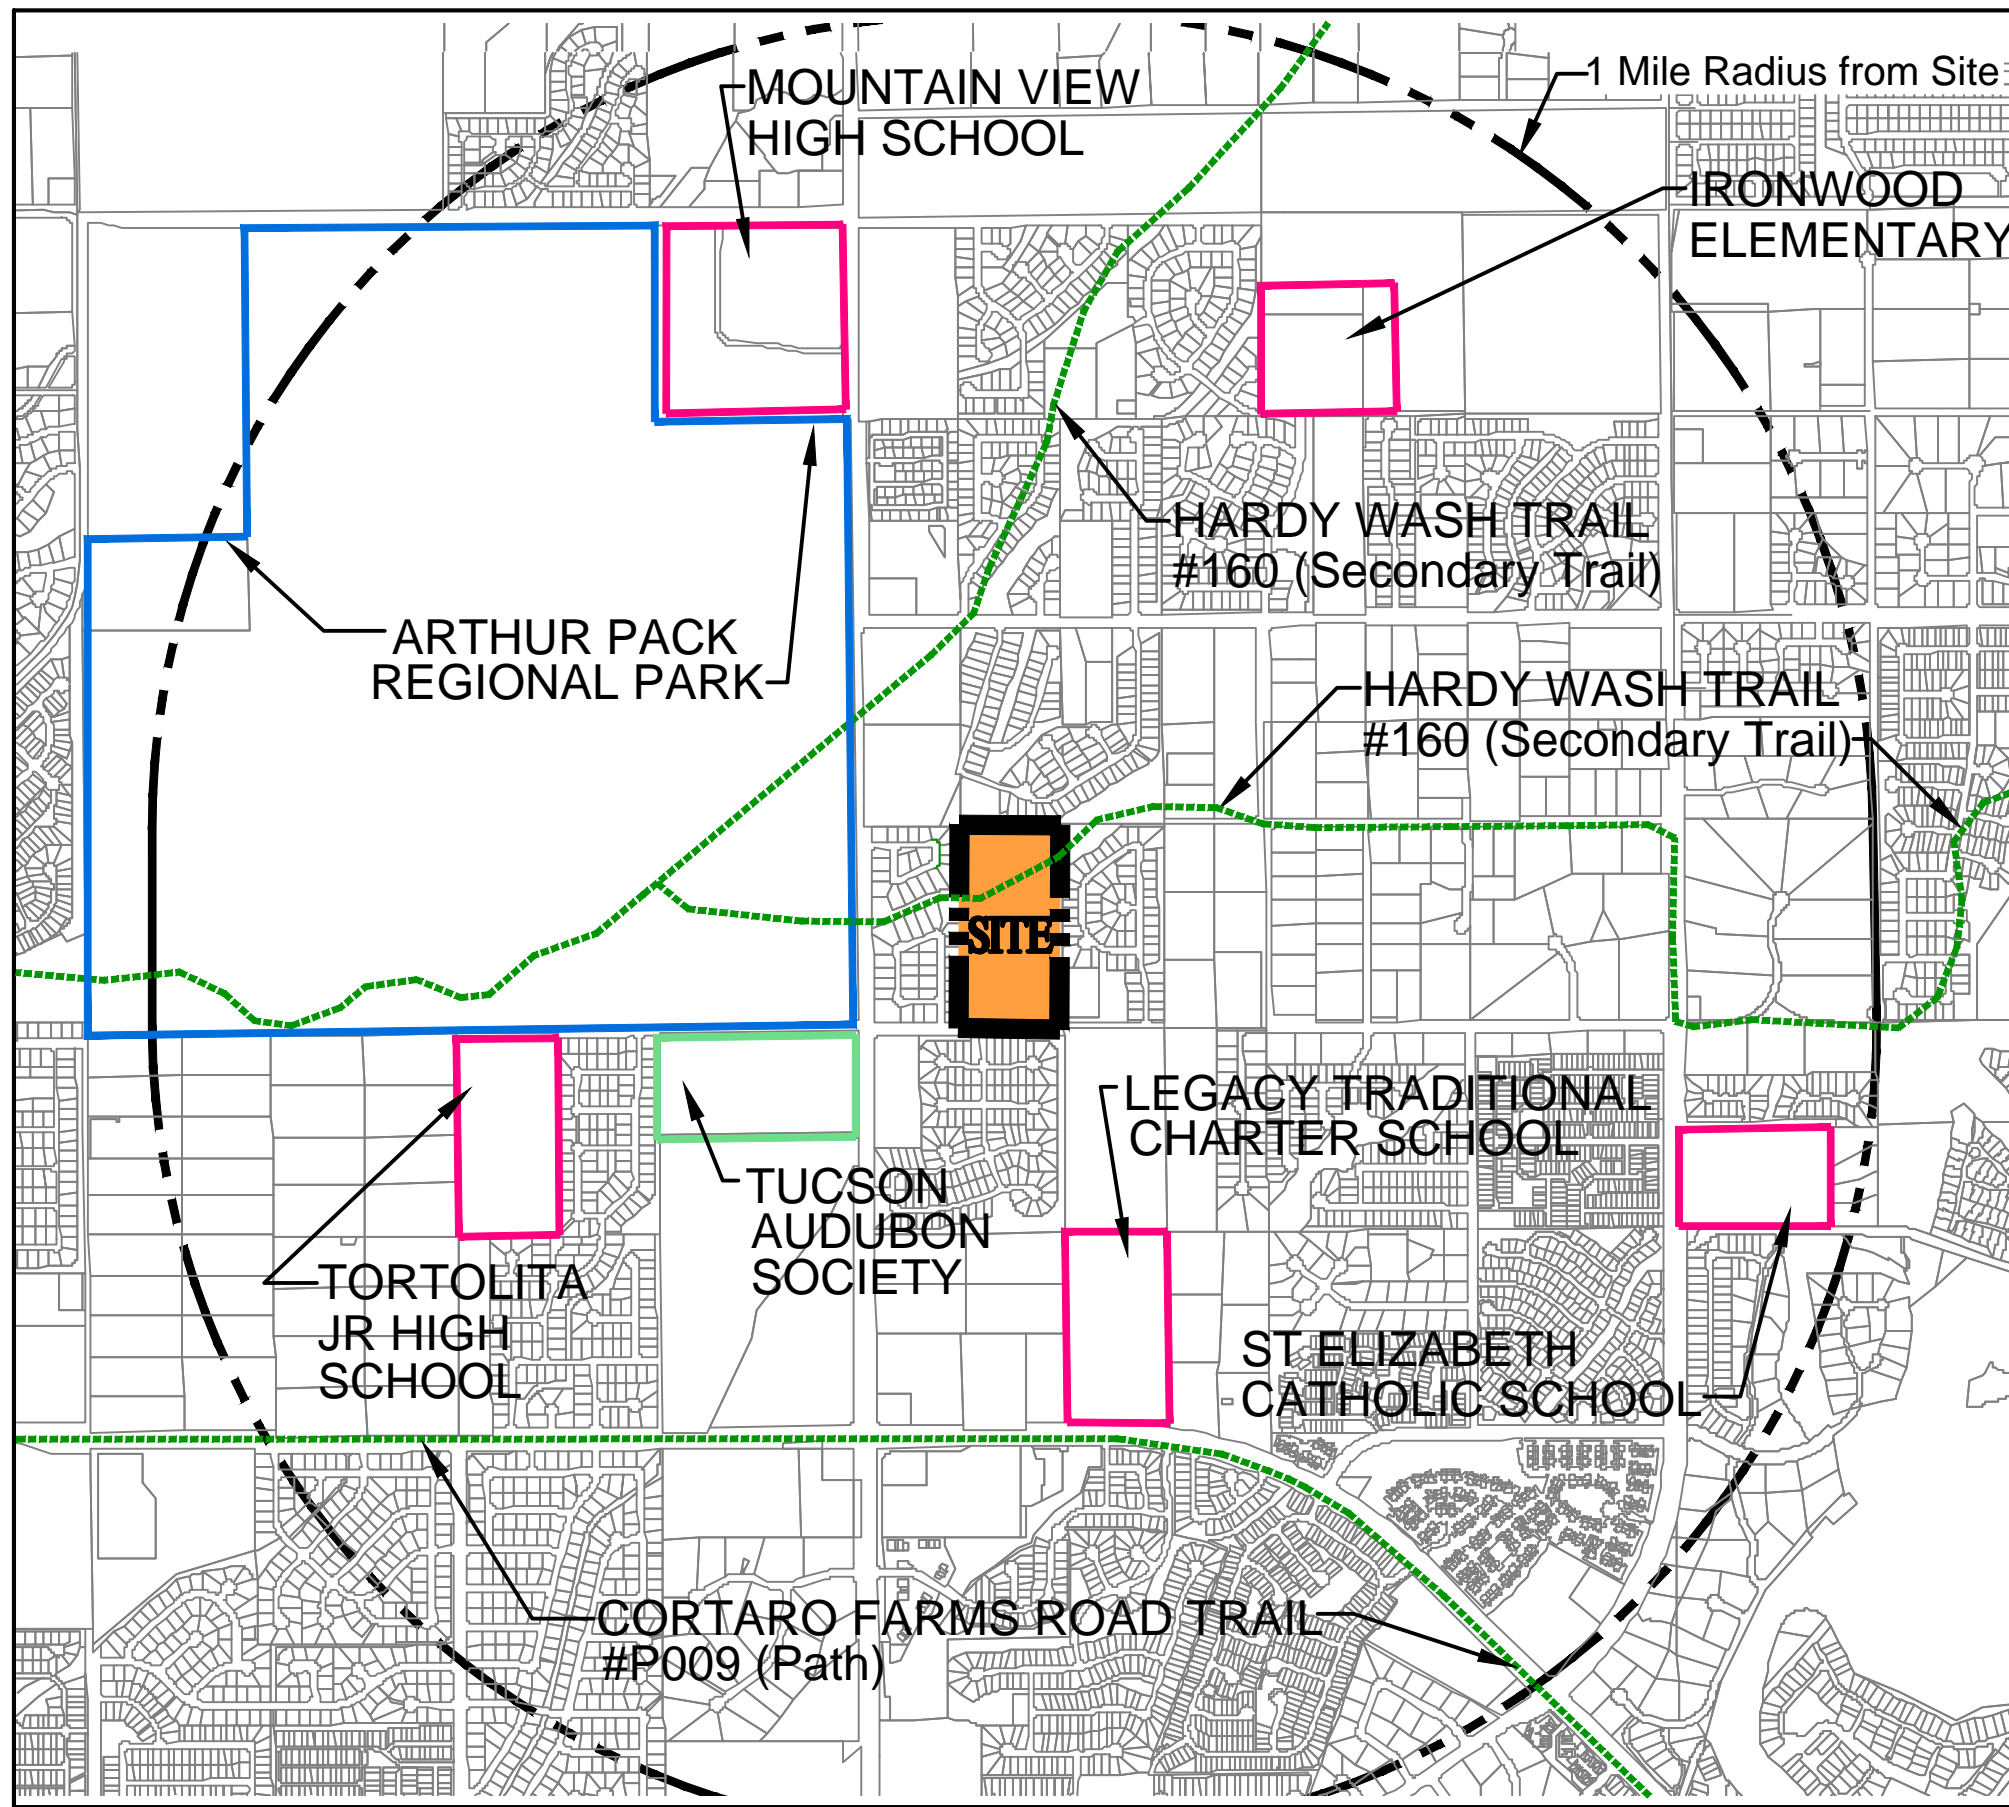 MOUNTAIN VIEW
HIGH SCHOOL
1 Mile Radius from Site
IRONWOOD
ELEMENTARY
HARDY WASH TRAIL
#160 (Secondary Trail)
ARTHUR PACK
REGIONAL PARK
HARDY WASH TRAIL
#160 (Secondary Trail)
SITE
LEGACY TRADITIONAL
CHARTER SCHOOL
TUCSON
AUDUBON
SOCIETY
TORTOLITA
JR HIGH
SCHOOL
ST ELIZABETH
CATHOLIC SCHOOL
CORTARO FARMS ROAD TRAIL
#P009 (Path)